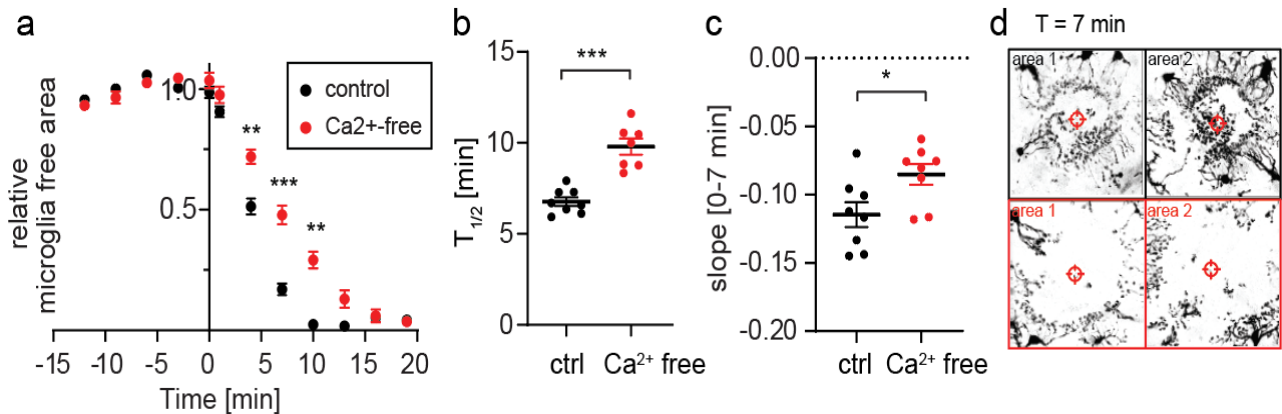 a
relative
microglia free area
1.0
0.5
control
Ca2+-free
**
***
**
-15 -10 -5 0 5 10 15 20
Time [min]
b
T1/2 [min]
15
10
5
0
***
ctrl Ca²⁺ free
c
slope [0-7 min]
0.00
-0.05
-0.10
-0.15
-0.20
*
ctrl Ca²⁺ free
d
T = 7 min
area 1
area 2
area 1
area 2